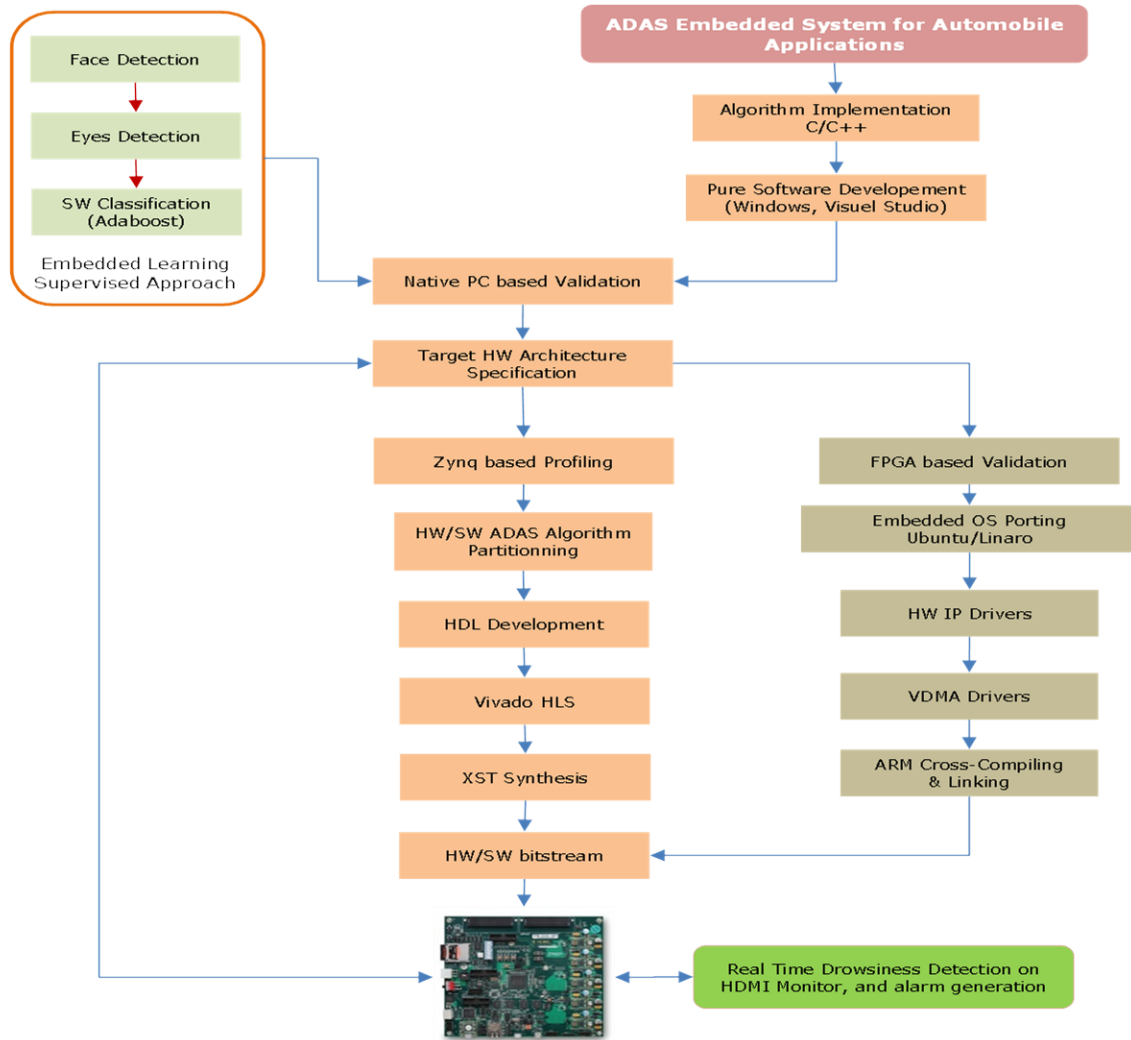 ADAS Embedded System for Automobile
Applications
Face Detection
Eyes Detection
SW Classification
(Adaboost)
Embedded Learning
Supervised Approach
Algorithm Implementation
C/C++
Pure Software Developement
(Windows, Visuel Studio)
Native PC based Validation
Target HW Architecture
Specification
Zynq based Profiling
HW/SW ADAS Algorithm
Partitionning
HDL Development
Vivado HLS
XST Synthesis
HW/SW bitstream
FPGA based Validation
Embedded OS Porting
Ubuntu/Linaro
HW IP Drivers
VDMA Drivers
ARM Cross-Compiling
& Linking
Real Time Drowsiness Detection on
HDMI Monitor, and alarm generation